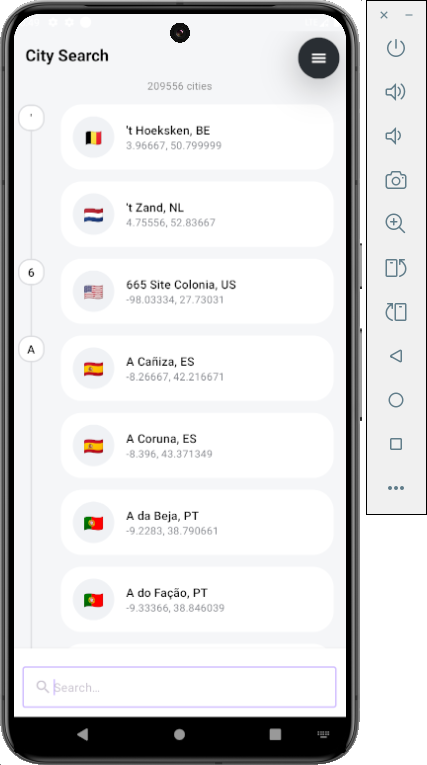 City Search
209556 cities
'
't Hoeksken, BE
3.96667, 50.799999
't Zand, NL
4.75556, 52.83667
6
665 Site Colonia, US
-98.03334, 27.73031
A
A Cañiza, ES
-8.26667, 42.216671
A Coruna, ES
-8.396, 43.371349
A da Beja, PT
-9.2283, 38.790661
A do Fação, PT
-9.33366, 38.846039
Search...